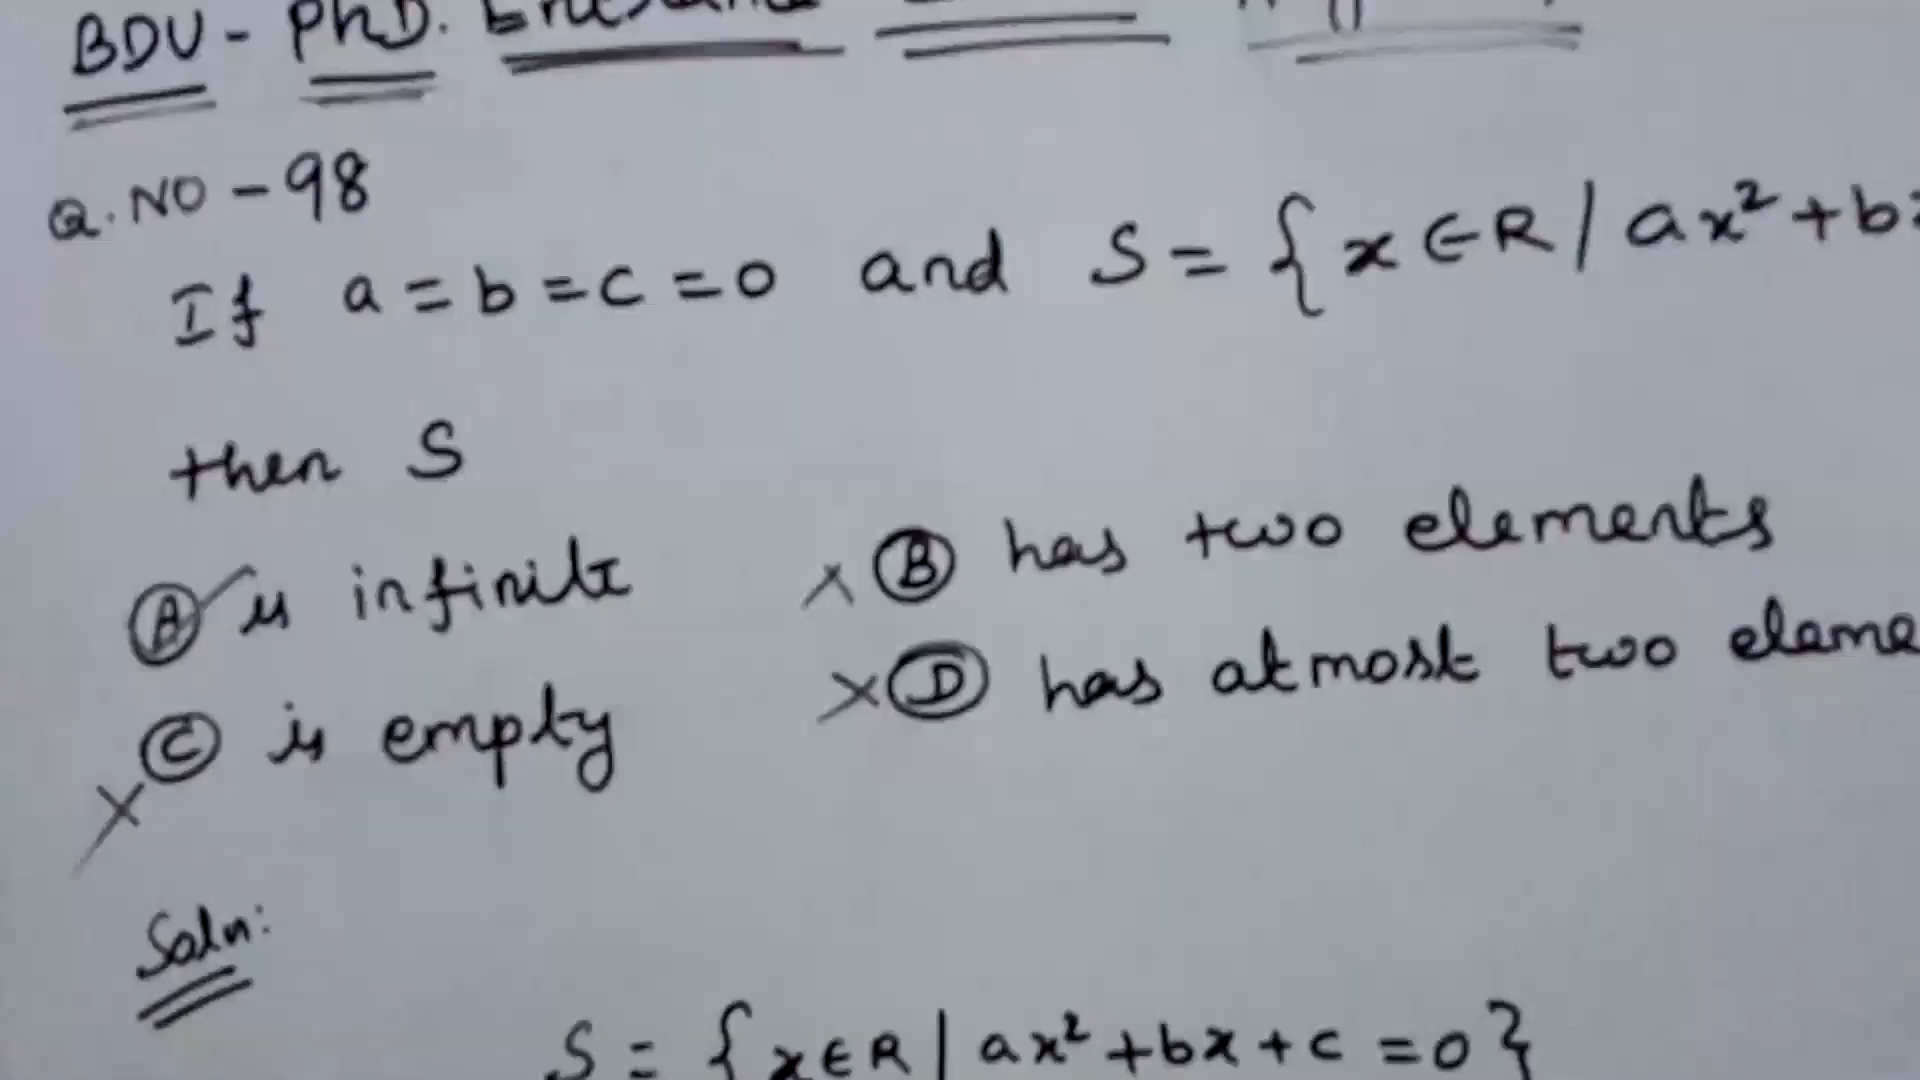 BDU - PhD. Entrance
Q. NO - 98
If a = b = c = 0 and S = { x ∈ R / ax² + b
then S
Ⓐ is infinite Ⓑ has two elements
Ⓒ is empty Ⓓ has atmost two eleme
Soln:
S = { x ∈ R | ax² + bx + c = 0 }